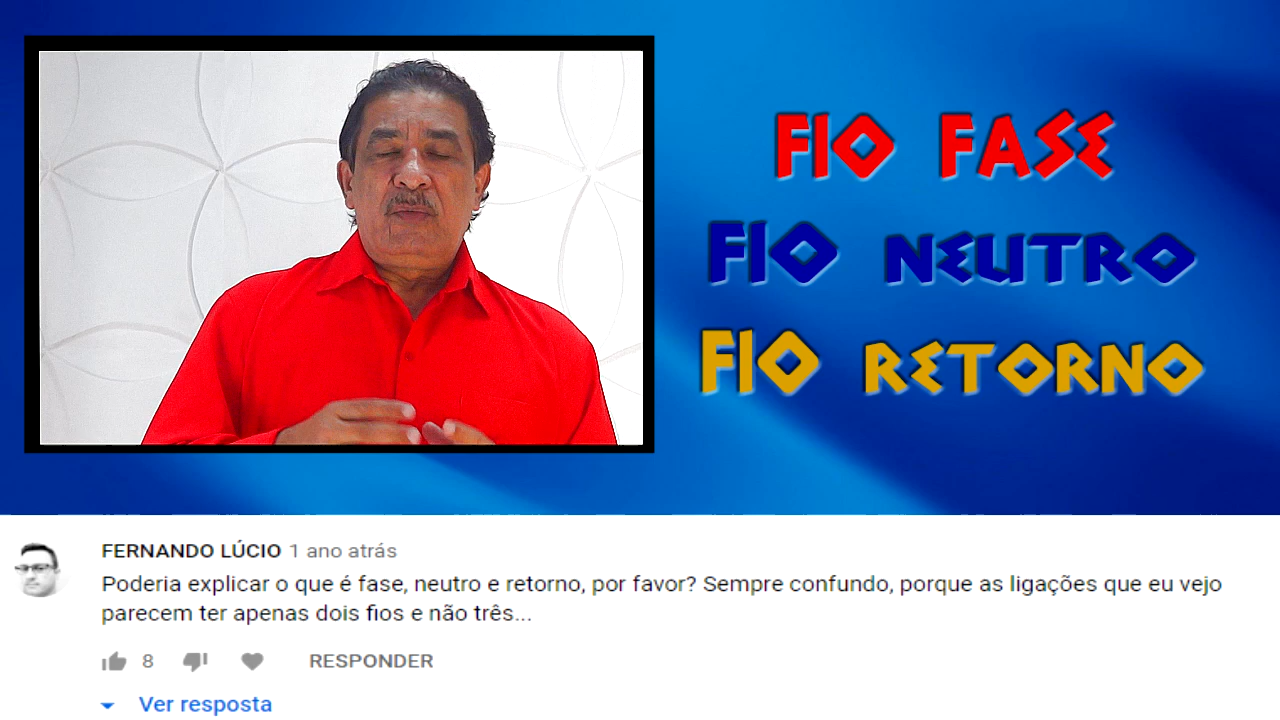 FIO FASE
FIO NEUTRO
FIO RETORNO
FERNANDO LÚCIO 1 ano atrás
Poderia explicar o que é fase, neutro e retorno, por favor? Sempre confundo, porque as ligações que eu vejo
parecem ter apenas dois fios e não três...
8 RESPONDER
Ver resposta